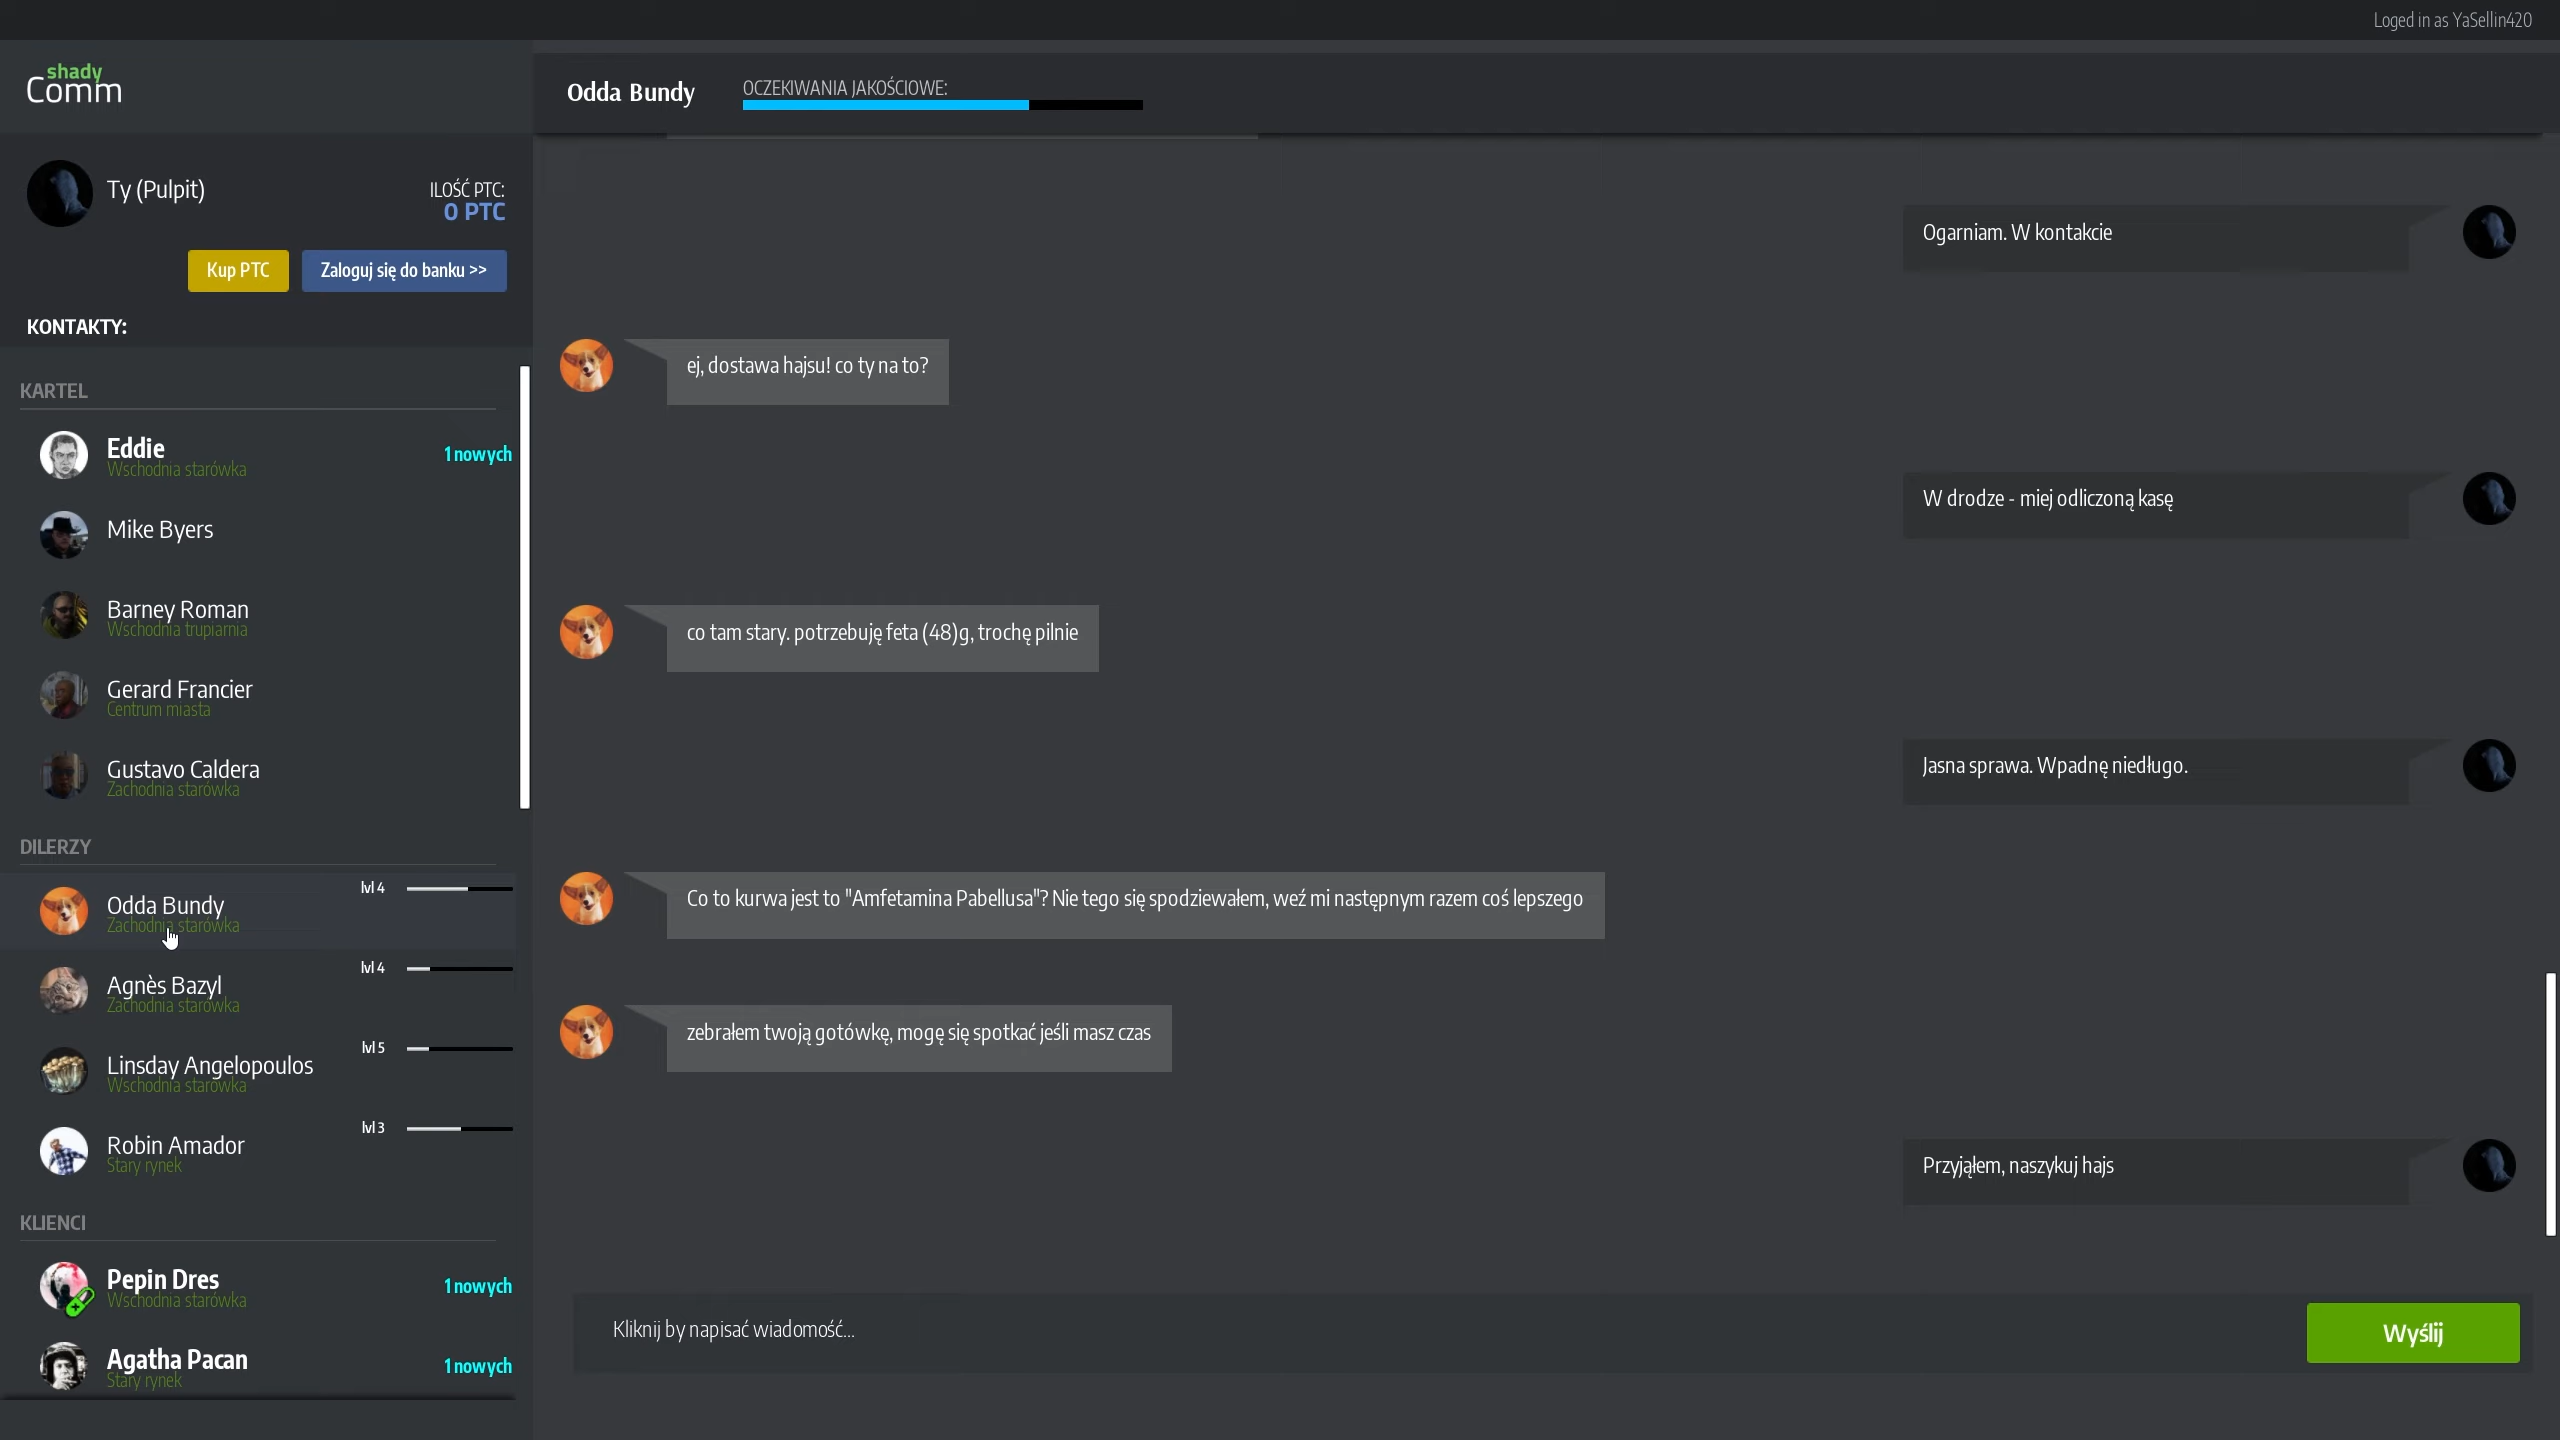 Loged in as YaSellin420
shady
Comm
Ty (Pulpit)
ILOŚĆ PTC:
0 PTC
Kup PTC
Zaloguj się do banku >>
KONTAKTY:
KARTEL
Eddie
Wschodnia starówka
1 nowych
Mike Byers
Barney Roman
Wschodnia trupiarnia
Gerard Francier
Centrum miasta
Gustavo Caldera
Zachodnia starówka
DILERZY
Odda Bundy
Zachodnia starówka
lvl 4
Agnès Bazyl
Zachodnia starówka
lvl 4
Linsday Angelopoulos
Wschodnia starówka
lvl 5
Robin Amador
Stary rynek
lvl 3
KLIENCI
Pepin Dres
Wschodnia starówka
1 nowych
Agatha Pacan
Stary rynek
1 nowych
Odda Bundy
OCZEKIWANIA JAKOŚCIOWE:
Ogarniam. W kontakcie
ej, dostawa hajsu! co ty na to?
W drodze - miej odliczoną kasę
co tam stary. potrzebuję feta (48)g, trochę pilnie
Jasna sprawa. Wpadnę niedługo.
Co to kurwa jest to "Amfetamina Pabellusa"? Nie tego się spodziewałem, weź mi następnym razem coś lepszego
zebrałem twoją gotówkę, mogę się spotkać jeśli masz czas
Przyjąłem, naszykuj hajs
Kliknij by napisać wiadomość...
Wyślij